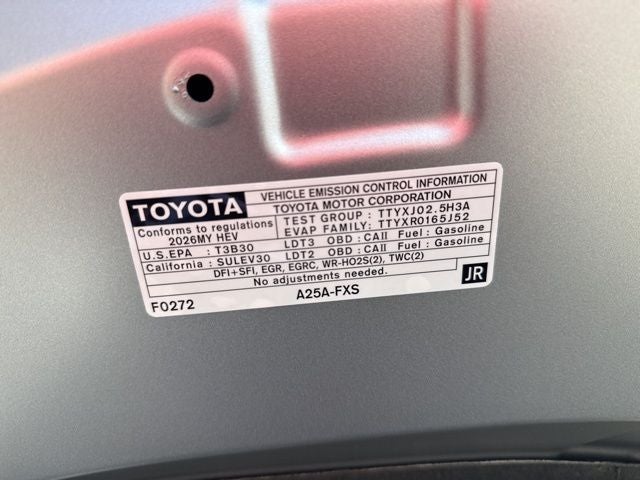 TOYOTA VEHICLE EMISSION CONTROL INFORMATION
TOYOTA MOTOR CORPORATION
Conforms to regulations TEST GROUP : TTYXJ02.5H3A
2026MY HEV EVAP FAMILY: TTYXR0165J52
U.S.EPA : T3B30 LDT3 OBD : CAII Fuel : Gasoline
California : SULEV30 LDT2 OBD : CAII Fuel : Gasoline
DFI+SFI, EGR, EGRC, WR-HO2S(2), TWC(2)
No adjustments needed.
F0272 A25A-FXS JR